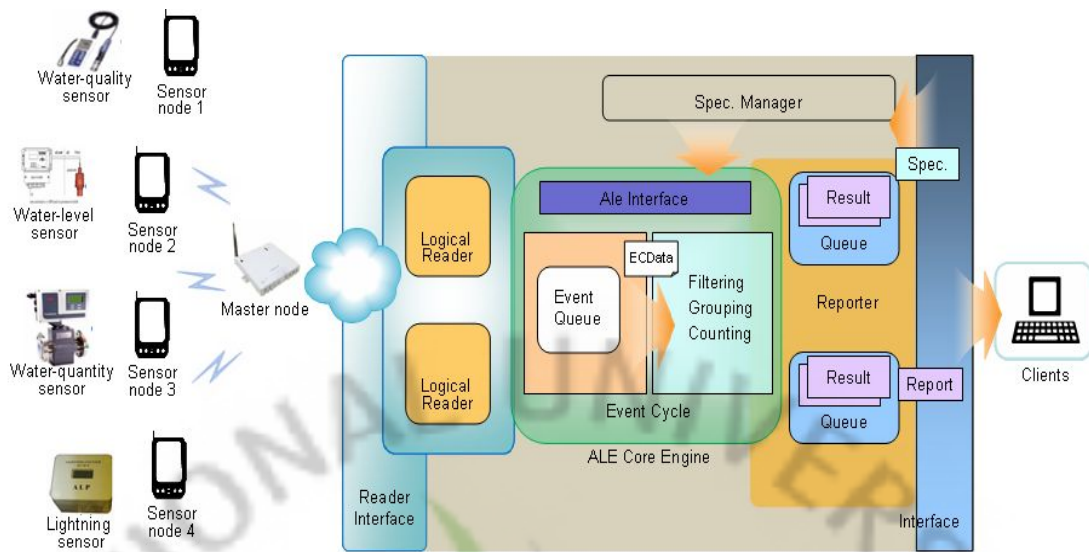 Water-quality
sensor
Sensor
node 1
Water-level
sensor
Sensor
node 2
Master node
Water-quantity
sensor
Sensor
node 3
Lightning
sensor
Sensor
node 4
A L P
Reader
Interface
Logical
Reader
Logical
Reader
Spec. Manager
Ale Interface
ECData
Event
Queue
Filtering
Grouping
Counting
Event Cycle
ALE Core Engine
Spec.
Result
Queue
Reporter
Result
Queue
Report
Interface
Clients
IONAL UNIVERS